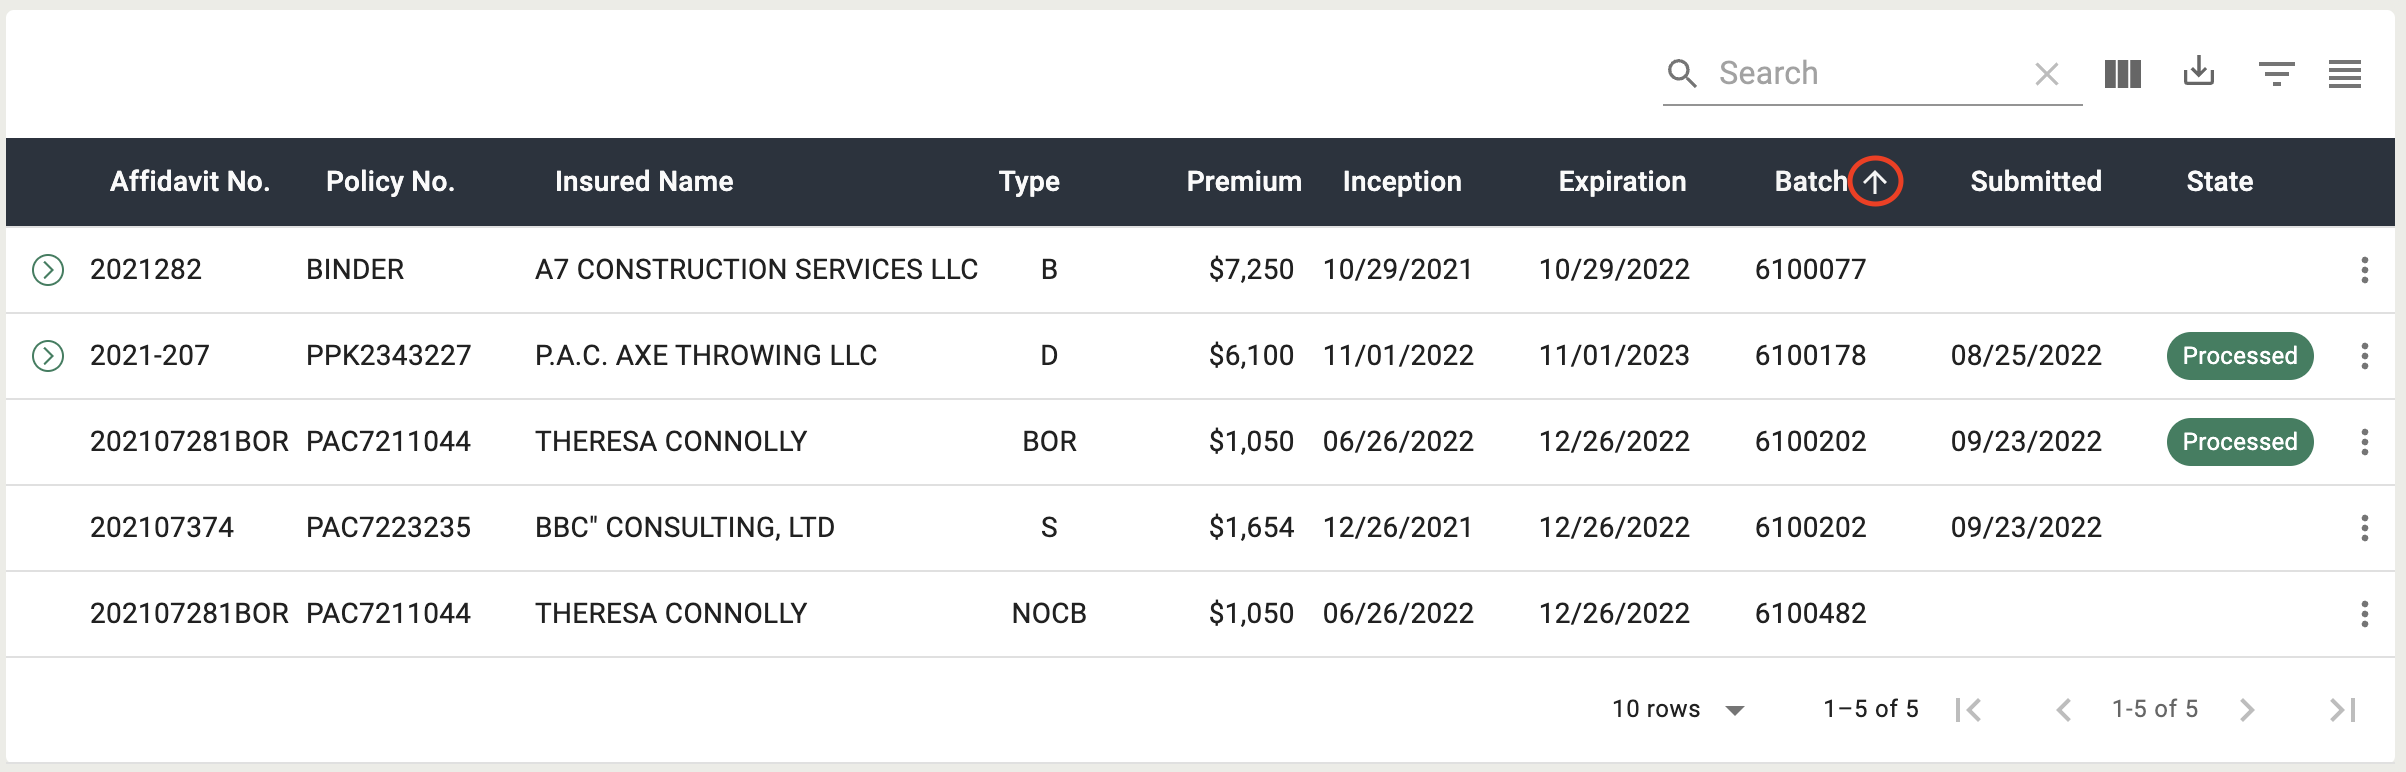 Search
Affidavit No. Policy No. Insured Name Type Premium Inception Expiration Batch Submitted State
2021282 BINDER A7 CONSTRUCTION SERVICES LLC B $7,250 10/29/2021 10/29/2022 6100077
2021-207 PPK2343227 P.A.C. AXE THROWING LLC D $6,100 11/01/2022 11/01/2023 6100178 08/25/2022 Processed
202107281BOR PAC7211044 THERESA CONNOLLY BOR $1,050 06/26/2022 12/26/2022 6100202 09/23/2022 Processed
202107374 PAC7223235 BBC" CONSULTING, LTD S $1,654 12/26/2021 12/26/2022 6100202 09/23/2022
202107281BOR PAC7211044 THERESA CONNOLLY NOCB $1,050 06/26/2022 12/26/2022 6100482
10 rows 1–5 of 5 1-5 of 5